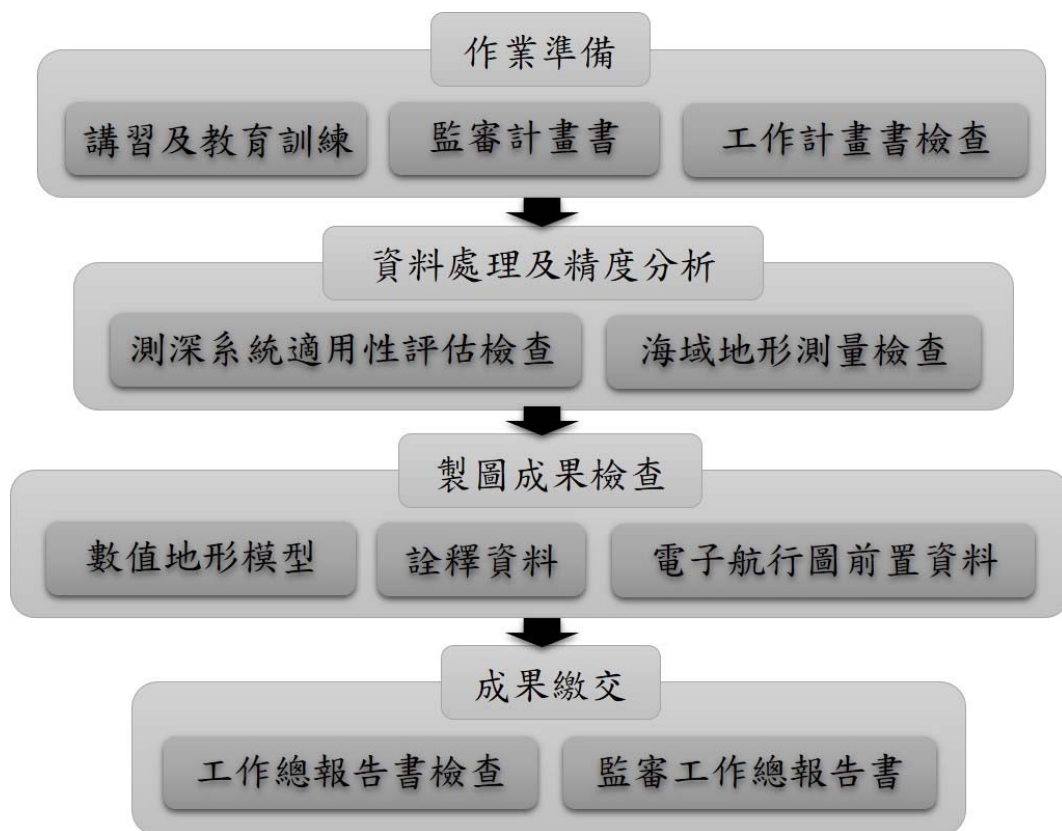 作業準備
講習及教育訓練
監審計畫書
工作計畫書檢查
資料處理及精度分析
測深系統適用性評估檢查
海域地形測量檢查
製圖成果檢查
數值地形模型
詮釋資料
電子航行圖前置資料
成果繳交
工作總報告書檢查
監審工作總報告書